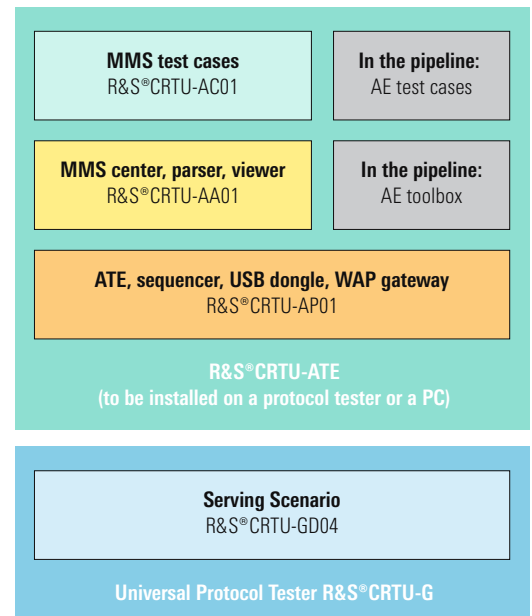 MMS test cases
R&S®CRTU-AC01
In the pipeline:
AE test cases
MMS center, parser, viewer
R&S®CRTU-AA01
In the pipeline:
AE toolbox
ATE, sequencer, USB dongle, WAP gateway
R&S®CRTU-AP01
R&S®CRTU-ATE
(to be installed on a protocol tester or a PC)
Serving Scenario
R&S®CRTU-GD04
Universal Protocol Tester R&S®CRTU-G